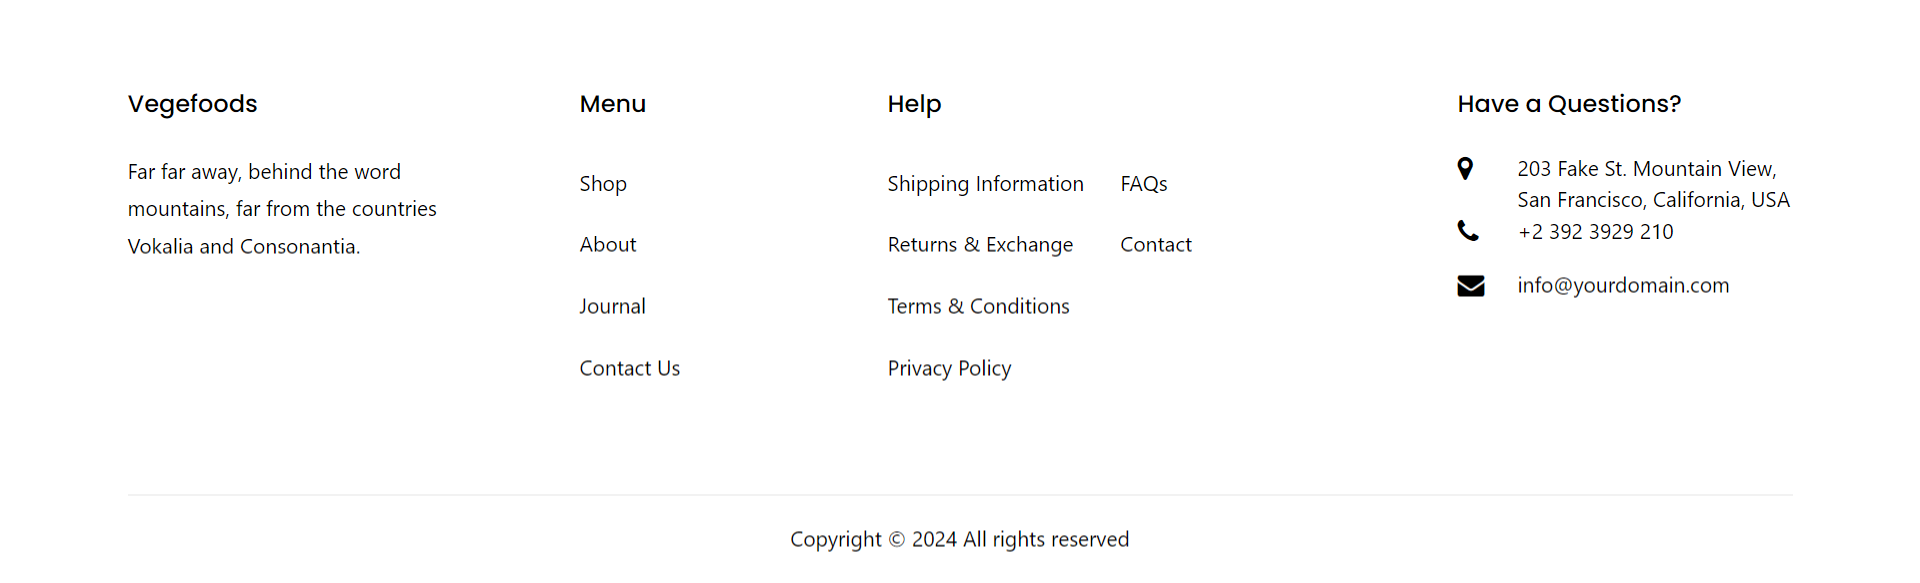 Vegefoods
Far far away, behind the word
mountains, far from the countries
Vokalia and Consonantia.
Menu
Shop
About
Journal
Contact Us
Help
Shipping Information
Returns & Exchange
Terms & Conditions
Privacy Policy
FAQs
Contact
Have a Questions?
203 Fake St. Mountain View,
San Francisco, California, USA
+2 392 3929 210
info@yourdomain.com
Copyright © 2024 All rights reserved